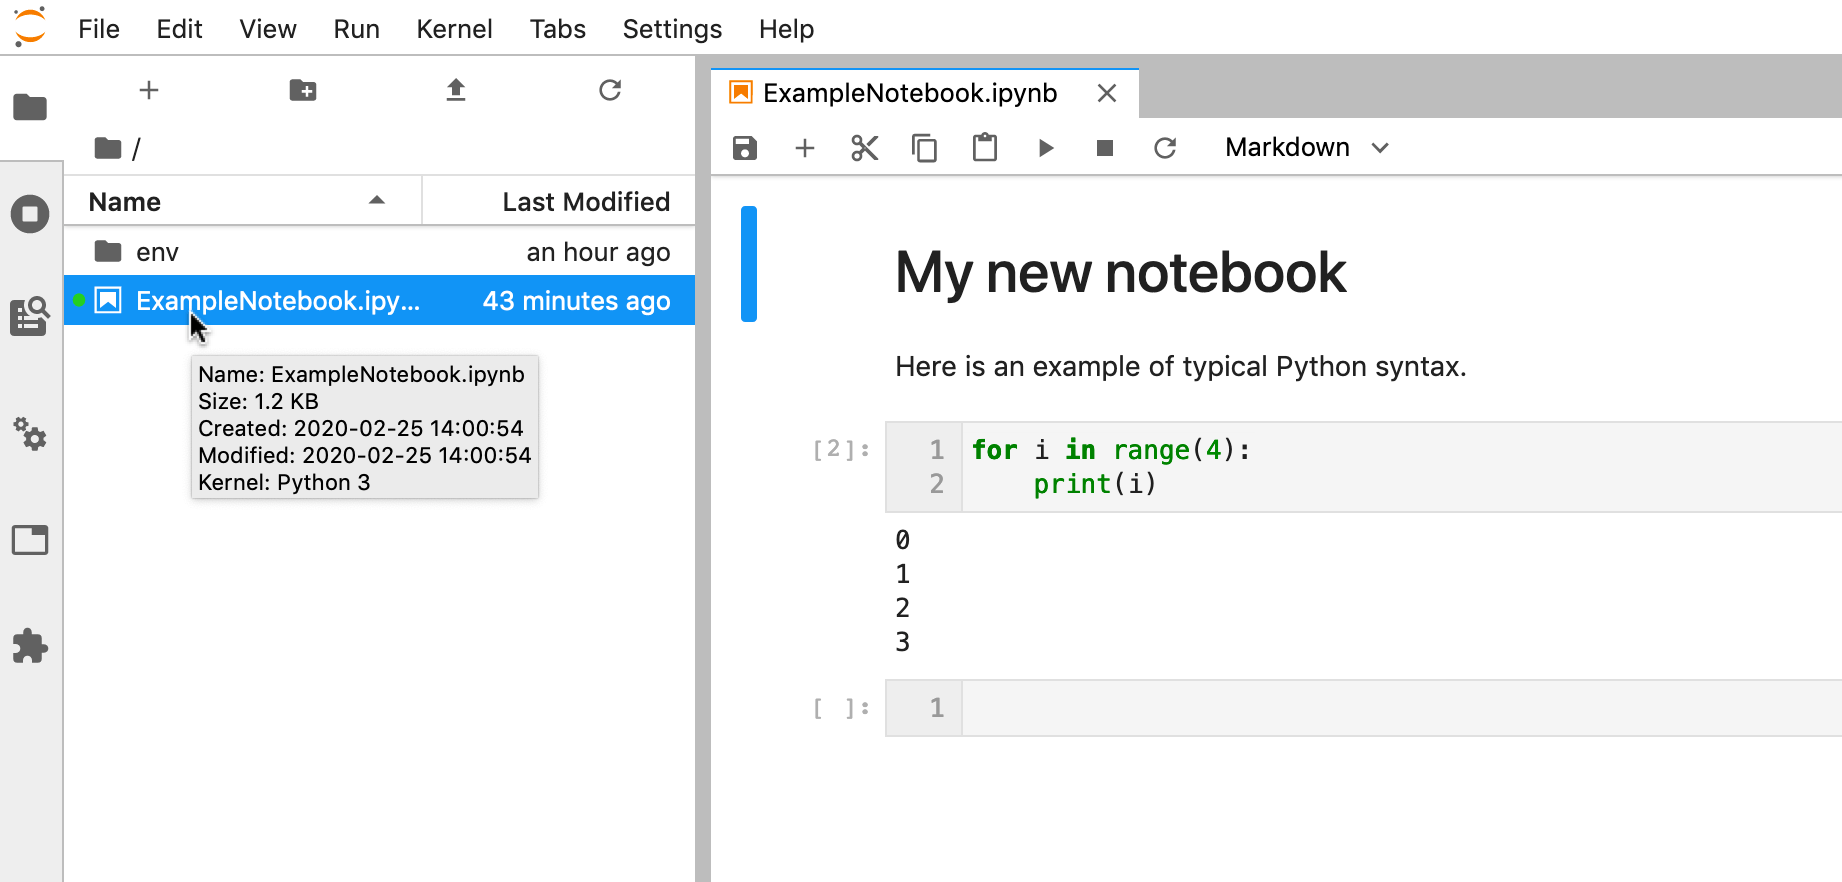 File Edit View Run Kernel Tabs Settings Help
/
Name Last Modified
env an hour ago
ExampleNotebook.ipy... 43 minutes ago
Name: ExampleNotebook.ipynb
Size: 1.2 KB
Created: 2020-02-25 14:00:54
Modified: 2020-02-25 14:00:54
Kernel: Python 3
ExampleNotebook.ipynb
Markdown
My new notebook
Here is an example of typical Python syntax.
[2]: 1 for i in range(4):
2     print(i)
0
1
2
3
[ ]: 1